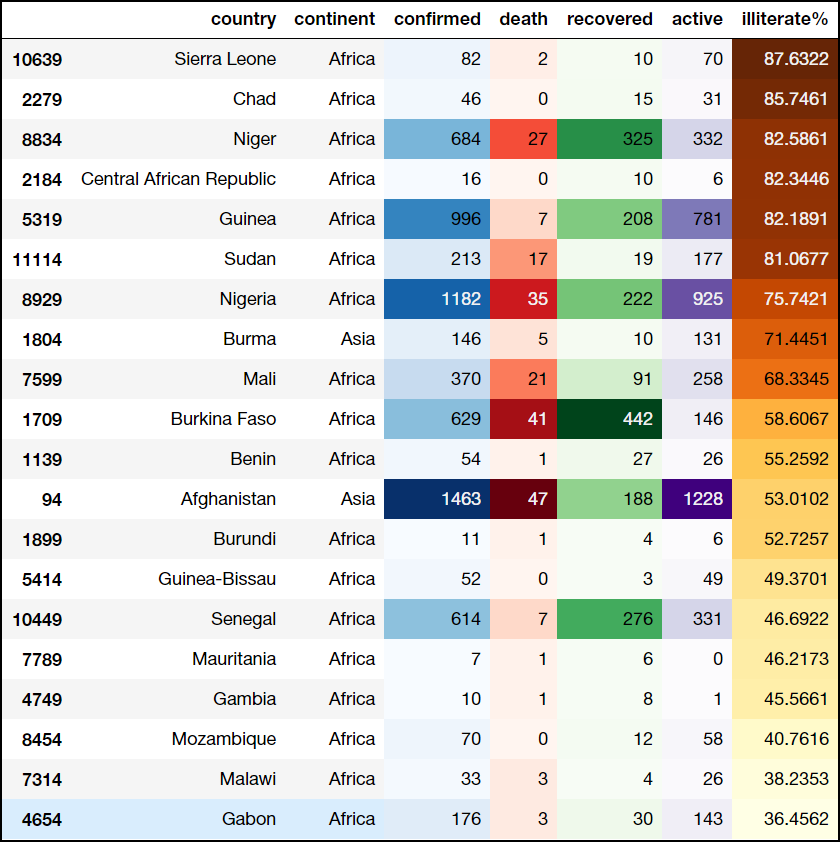 country continent confirmed death recovered active illiterate%
10639 Sierra Leone Africa 82 2 10 70 87.6322
2279 Chad Africa 46 0 15 31 85.7461
8834 Niger Africa 684 27 325 332 82.5861
2184 Central African Republic Africa 16 0 10 6 82.3446
5319 Guinea Africa 996 7 208 781 82.1891
11114 Sudan Africa 213 17 19 177 81.0677
8929 Nigeria Africa 1182 35 222 925 75.7421
1804 Burma Asia 146 5 10 131 71.4451
7599 Mali Africa 370 21 91 258 68.3345
1709 Burkina Faso Africa 629 41 442 146 58.6067
1139 Benin Africa 54 1 27 26 55.2592
94 Afghanistan Asia 1463 47 188 1228 53.0102
1899 Burundi Africa 11 1 4 6 52.7257
5414 Guinea-Bissau Africa 52 0 3 49 49.3701
10449 Senegal Africa 614 7 276 331 46.6922
7789 Mauritania Africa 7 1 6 0 46.2173
4749 Gambia Africa 10 1 8 1 45.5661
8454 Mozambique Africa 70 0 12 58 40.7616
7314 Malawi Africa 33 3 4 26 38.2353
4654 Gabon Africa 176 3 30 143 36.4562